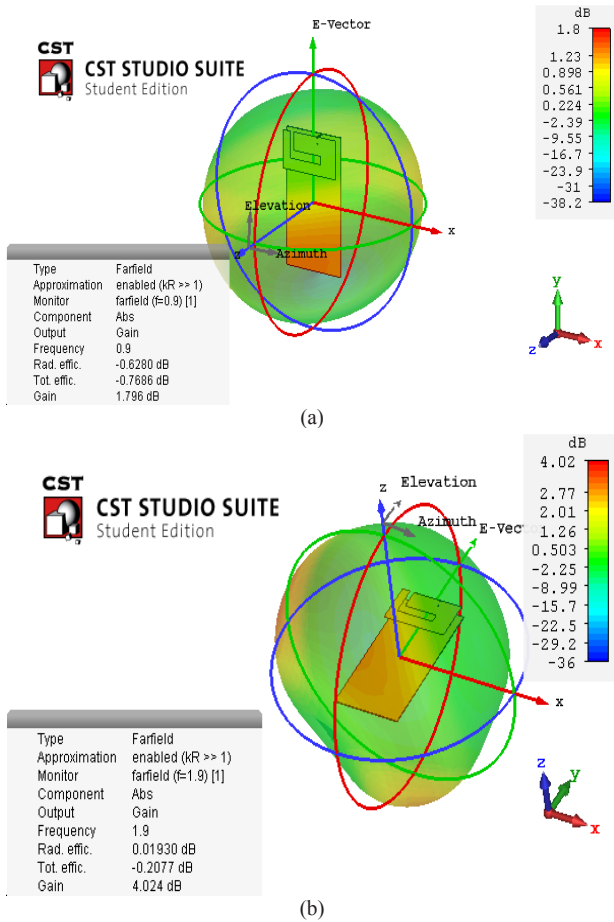 E-Vector
dB
CST
CST STUDIO SUITE
Student Edition
1.8
1.23
0.898
0.561
0.224
-2.39
-9.55
-16.7
-23.9
-31
-38.2
Elevation
x
z
Azimuth
Type Farfield
Approximation enabled (kR >> 1)
Monitor farfield (f=0.9) [1]
Component Abs
Output Gain
Frequency 0.9
Rad. effic. -0.6280 dB
Tot. effic. -0.7686 dB
Gain 1.796 dB
y
z
x
(a)
dB
CST
CST STUDIO SUITE
Student Edition
z
Elevation
Azimuth
4.02
2.77
2.01
1.26
0.503
-2.25
-8.99
-15.7
-22.5
-29.2
-36
x
Type Farfield
Approximation enabled (kR >> 1)
Monitor farfield (f=1.9) [1]
Component Abs
Output Gain
Frequency 1.9
Rad. effic. 0.01930 dB
Tot. effic. -0.2077 dB
Gain 4.024 dB
z
y
x
(b)